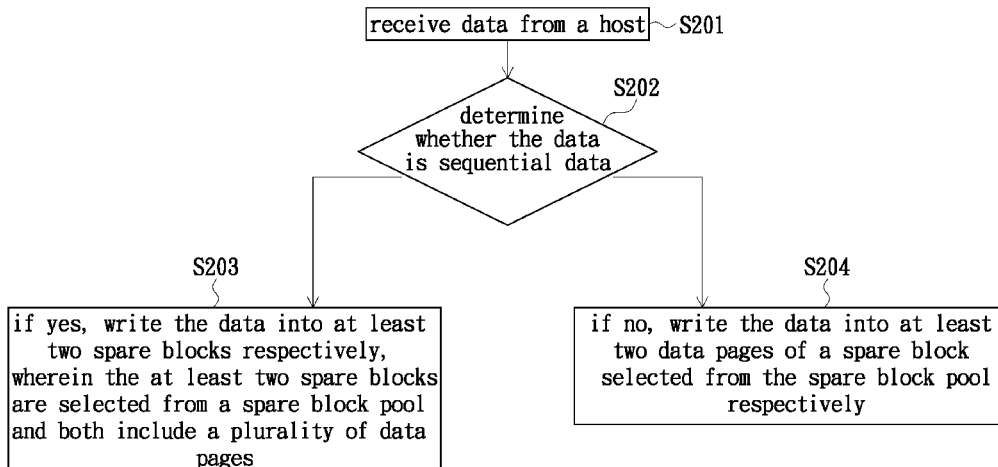 receive data from a host
S201
S202
determine
whether the data
is sequential data
S203
if yes, write the data into at least
two spare blocks respectively,
wherein the at least two spare blocks
are selected from a spare block pool
and both include a plurality of data
pages
S204
if no, write the data into at least
two data pages of a spare block
selected from the spare block pool
respectively